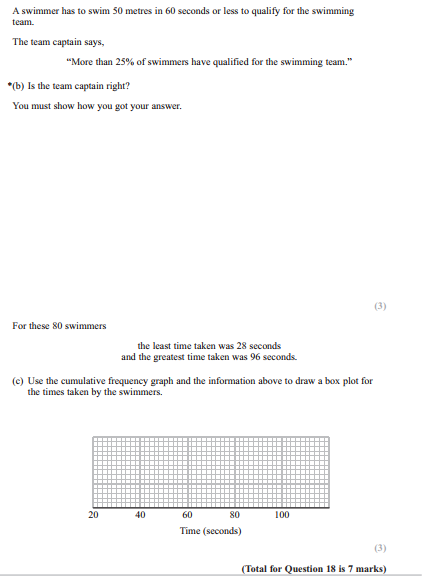 A swimmer has to swim 50 metres in 60 seconds or less to qualify for the swimming
team.
The team captain says,
“More than 25% of swimmers have qualified for the swimming team.”
*(b) Is the team captain right?
You must show how you got your answer.
(3)
For these 80 swimmers
the least time taken was 28 seconds
and the greatest time taken was 96 seconds.
(c) Use the cumulative frequency graph and the information above to draw a box plot for
the times taken by the swimmers.
20 40 60 80 100
Time (seconds)
(3)
(Total for Question 18 is 7 marks)